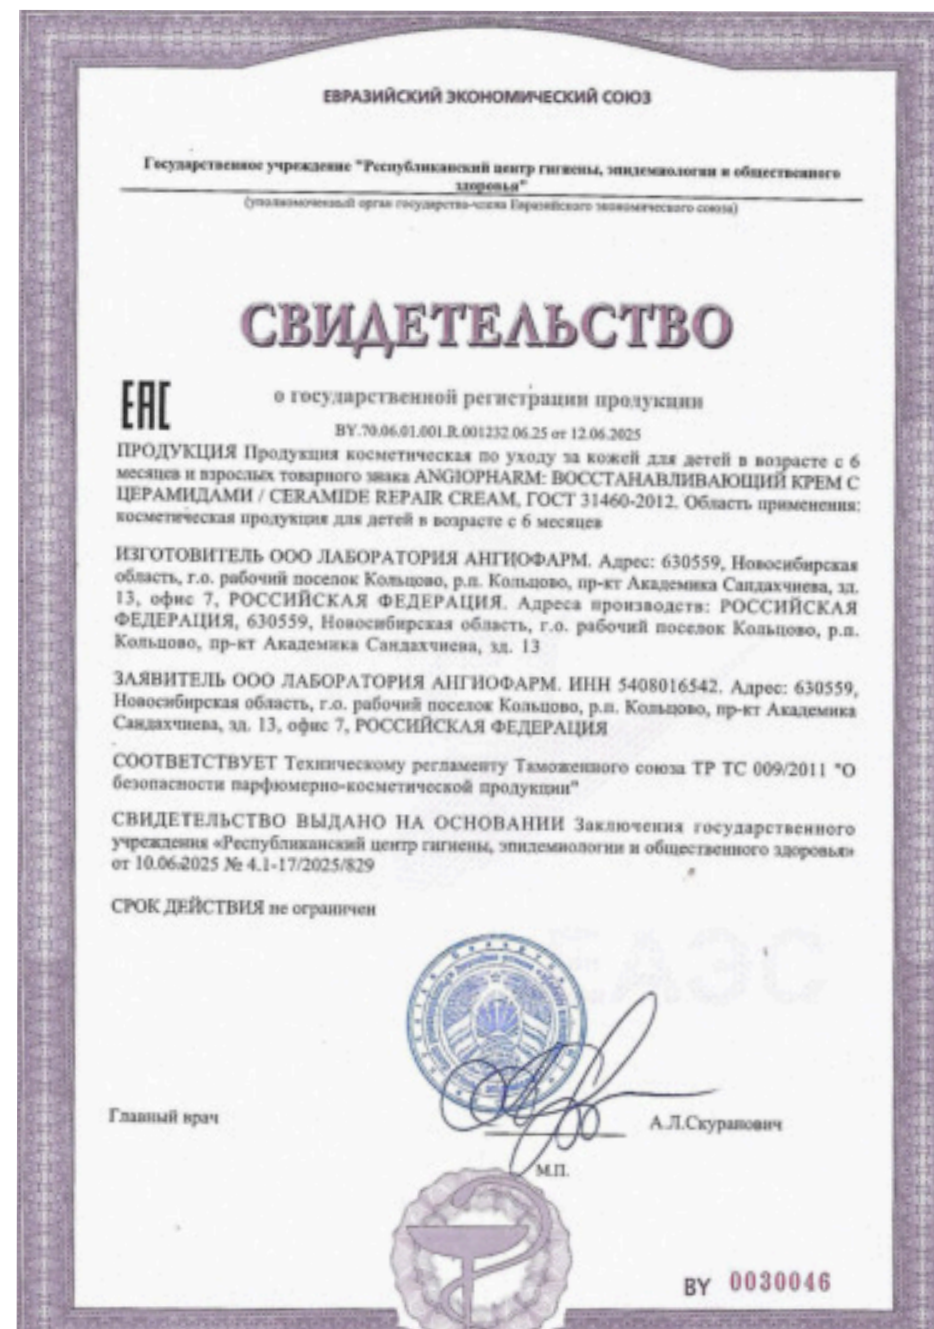 ЕВРАЗИЙСКИЙ ЭКОНОМИЧЕСКИЙ СОЮЗ
Государственное учреждение "Республиканский центр гигиены, эпидемиологии и общественного
здоровья"
(уполномоченный орган государства-члена Евразийского экономического союза)
СВИДЕТЕЛЬСТВО
EAC
о государственной регистрации продукции
BY.70.06.01.001.R.001232.06.25 от 12.06.2025
ПРОДУКЦИЯ Продукция косметическая по уходу за кожей для детей в возрасте с 6
месяцев и взрослых товарного знака ANGIOPHARM: ВОССТАНАВЛИВАЮЩИЙ КРЕМ С
ЦЕРАМИДАМИ / CERAMIDE REPAIR CREAM, ГОСТ 31460-2012. Область применения:
косметическая продукция для детей в возрасте с 6 месяцев
ИЗГОТОВИТЕЛЬ ООО ЛАБОРАТОРИЯ АНГИОФАРМ. Адрес: 630559, Новосибирская
область, г.о. рабочий поселок Кольцово, р.п. Кольцово, пр-кт Академика Сандахчиева, зд.
13, офис 7, РОССИЙСКАЯ ФЕДЕРАЦИЯ. Адреса производств: РОССИЙСКАЯ
ФЕДЕРАЦИЯ, 630559, Новосибирская область, г.о. рабочий поселок Кольцово, р.п.
Кольцово, пр-кт Академика Сандахчиева, зд. 13
ЗАЯВИТЕЛЬ ООО ЛАБОРАТОРИЯ АНГИОФАРМ. ИНН 5408016542. Адрес: 630559,
Новосибирская область, г.о. рабочий поселок Кольцово, р.п. Кольцово, пр-кт Академика
Сандахчиева, зд. 13, офис 7, РОССИЙСКАЯ ФЕДЕРАЦИЯ
СООТВЕТСТВУЕТ Техническому регламенту Таможенного союза ТР ТС 009/2011 "О
безопасности парфюмерно-косметической продукции"
СВИДЕТЕЛЬСТВО ВЫДАНО НА ОСНОВАНИИ Заключения государственного
учреждения «Республиканский центр гигиены, эпидемиологии и общественного здоровья»
от 10.06.2025 № 4.1-17/2025/829
СРОК ДЕЙСТВИЯ не ограничен
Главный врач
А.Л.Скуранович
М.П.
BY 0030046